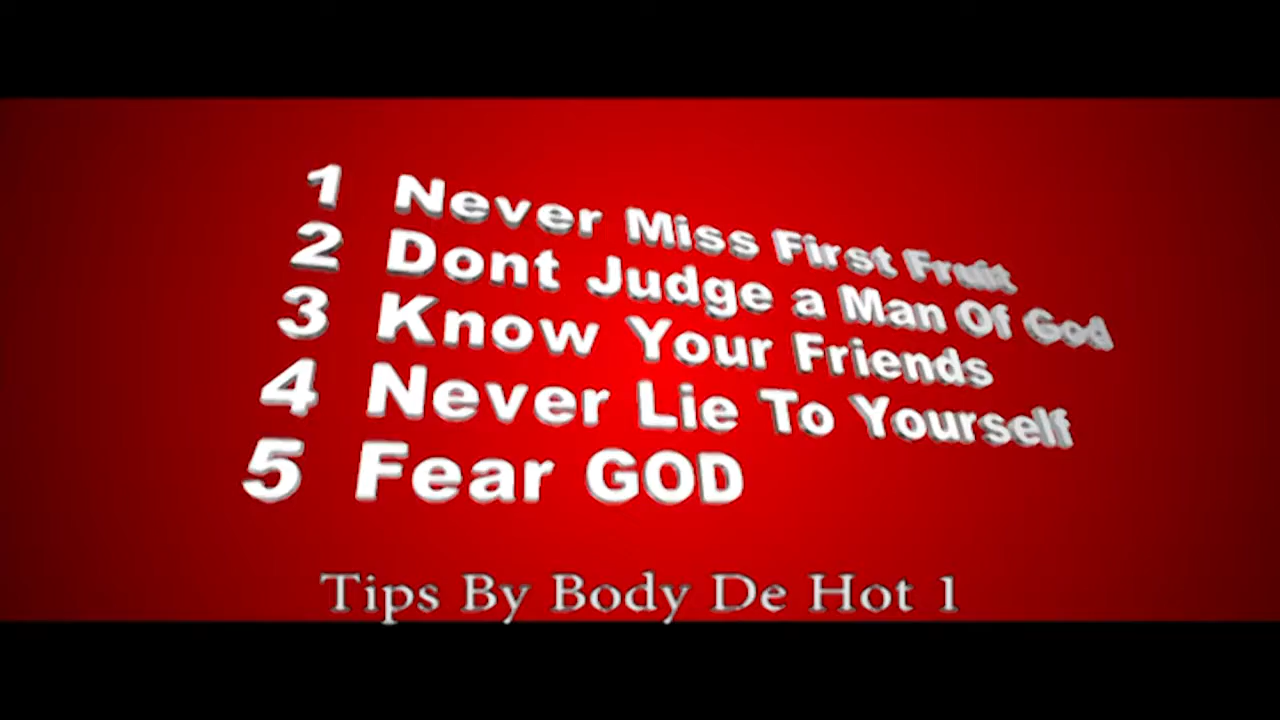 1 Never Miss First Fruit
2 Dont Judge a Man Of God
3 Know Your Friends
4 Never Lie To Yourself
5 Fear GOD
Tips By Body De Hot 1